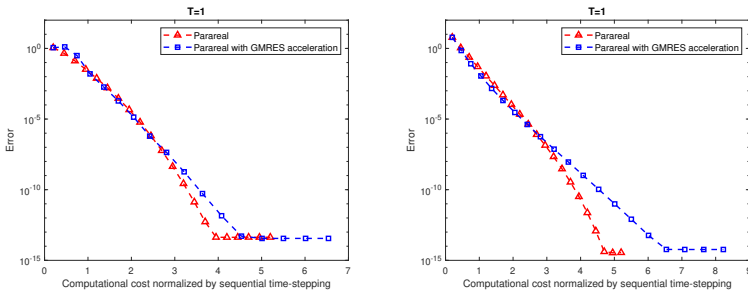 T=1
Parareal
Parareal with GMRES acceleration
10^0
10^-5
10^-10
10^-15
Error
0 1 2 3 4 5 6 7
Computational cost normalized by sequential time-stepping
T=1
Parareal
Parareal with GMRES acceleration
10^0
10^-5
10^-10
10^-15
Error
0 1 2 3 4 5 6 7 8 9
Computational cost normalized by sequential time-stepping